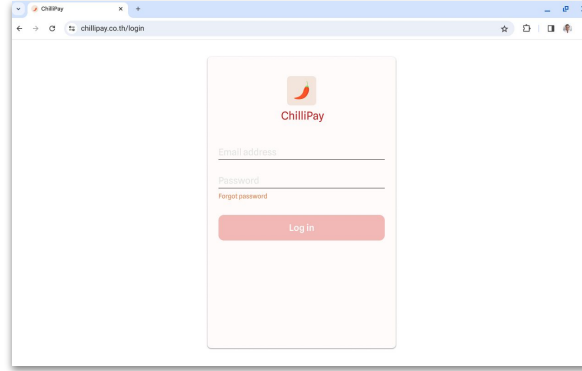 ChilliPay
chillipay.co.th/login
ChilliPay
Email address
Password
Forgot password
Log in